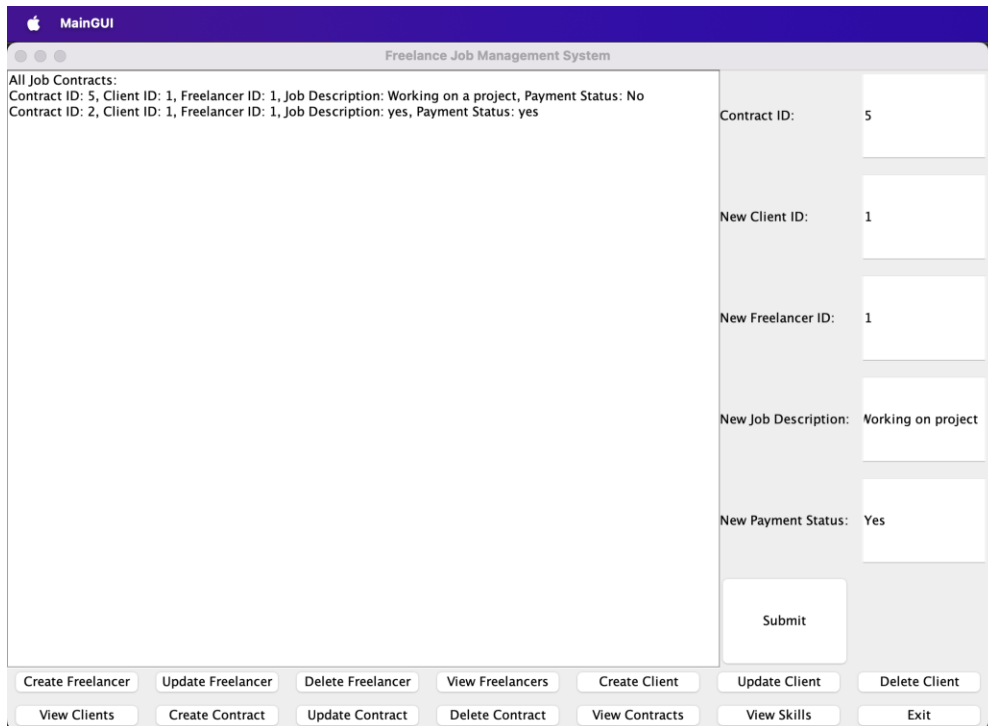 MainGUI
Freelance Job Management System
All Job Contracts:
Contract ID: 5, Client ID: 1, Freelancer ID: 1, Job Description: Working on a project, Payment Status: No
Contract ID: 2, Client ID: 1, Freelancer ID: 1, Job Description: yes, Payment Status: yes
Contract ID: 5
New Client ID: 1
New Freelancer ID: 1
New Job Description: Working on project
New Payment Status: Yes
Submit
Create Freelancer Update Freelancer Delete Freelancer View Freelancers Create Client Update Client Delete Client
View Clients Create Contract Update Contract Delete Contract View Contracts View Skills Exit